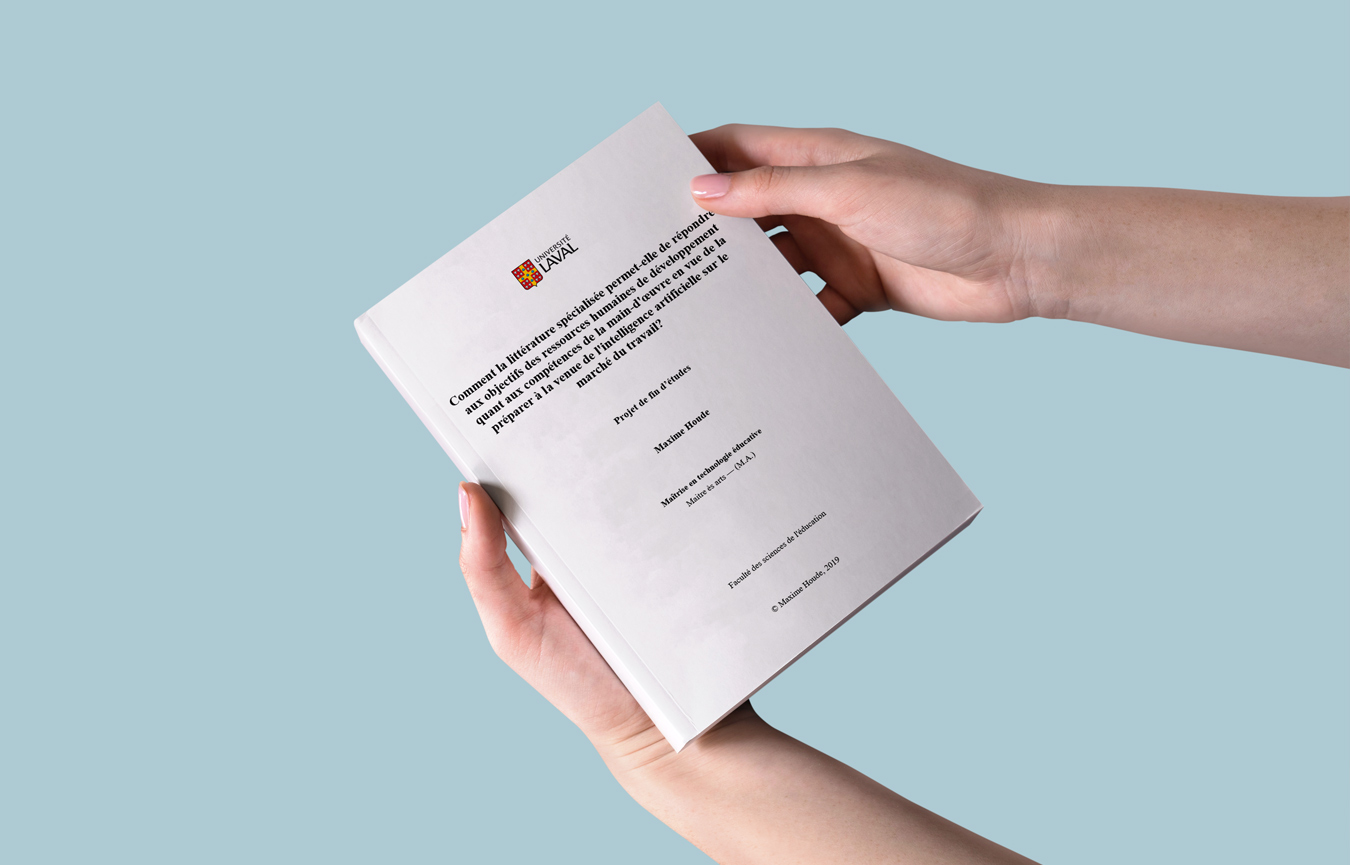 UNIVERSITÉ
LAVAL
Comment la littérature spécialisée permet-elle de répondre
aux objectifs des ressources humaines de développement
quant aux compétences de la main-d'œuvre en vue de la
préparer à la venue de l'intelligence artificielle sur le
marché du travail?
Projet de fin d'études
Maxime Houde
Maîtrise en technologie éducative
Maître ès arts — (M.A.)
Faculté des sciences de l'éducation
© Maxime Houde, 2019